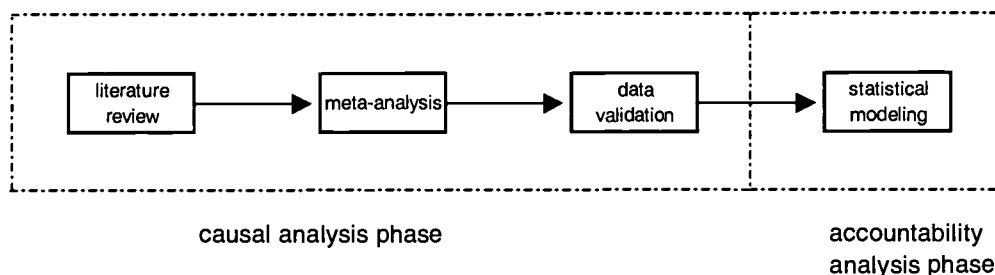 literature
review
meta-analysis
data
validation
statistical
modeling
causal analysis phase
accountability
analysis phase